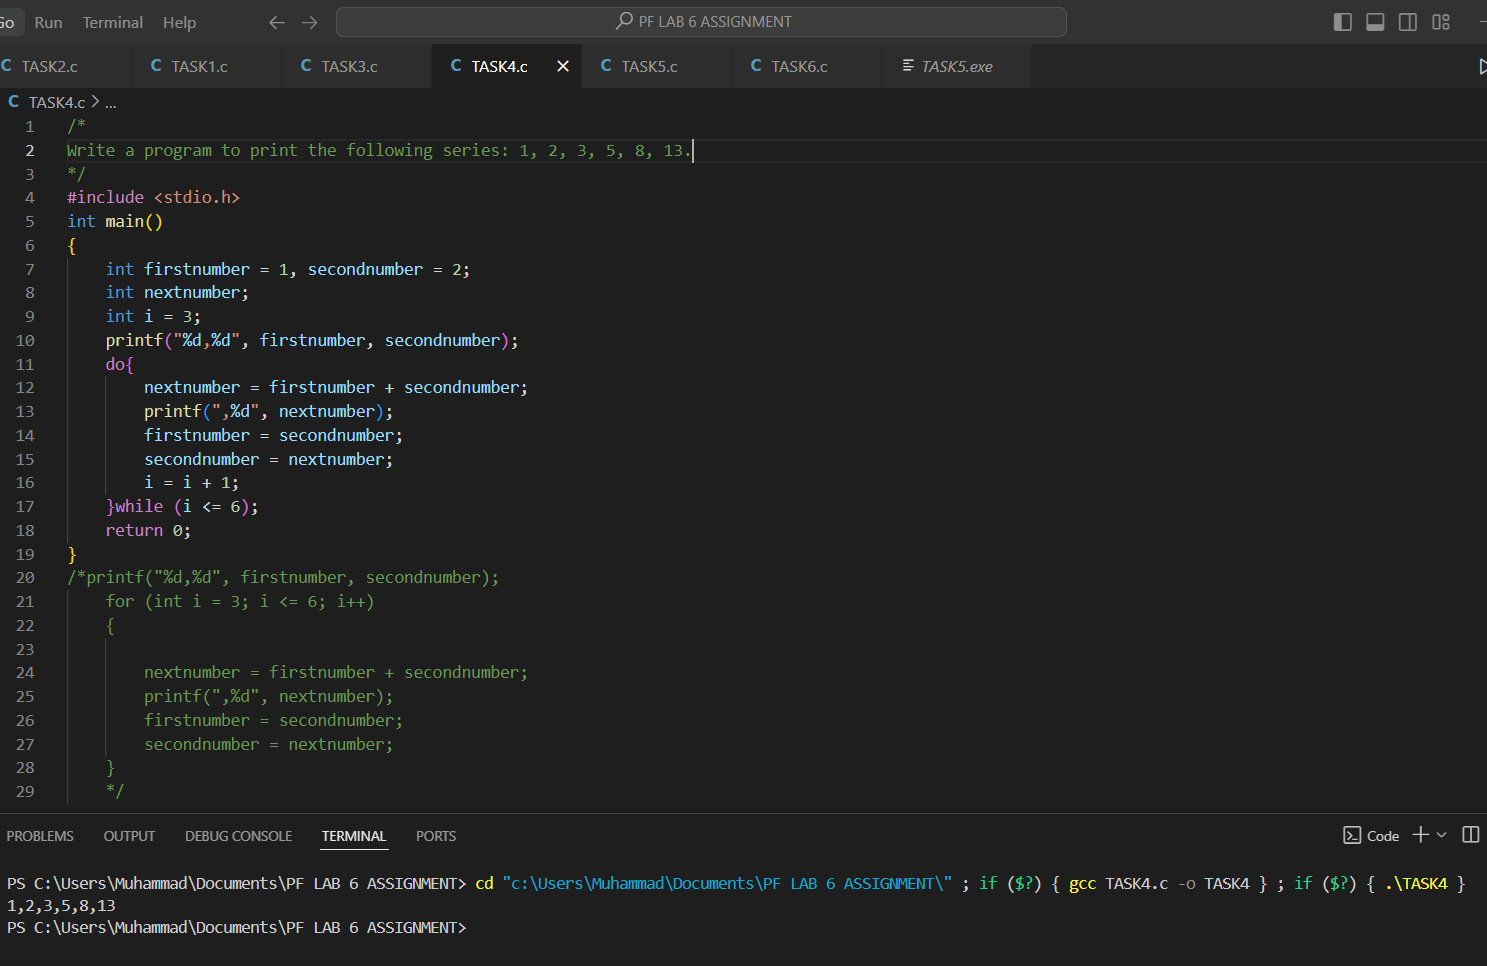 Go Run Terminal Help PF LAB 6 ASSIGNMENT
C TASK2.c C TASK1.c C TASK3.c C TASK4.c C TASK5.c C TASK6.c TASK5.exe
C TASK4.c > ...
1 /*
2 Write a program to print the following series: 1, 2, 3, 5, 8, 13.
3 */
4 #include <stdio.h>
5 int main()
6 {
7 int firstnumber = 1, secondnumber = 2;
8 int nextnumber;
9 int i = 3;
10 printf("%d,%d", firstnumber, secondnumber);
11 do{
12 nextnumber = firstnumber + secondnumber;
13 printf(",%d", nextnumber);
14 firstnumber = secondnumber;
15 secondnumber = nextnumber;
16 i = i + 1;
17 }while (i <= 6);
18 return 0;
19 }
20 /*printf("%d,%d", firstnumber, secondnumber);
21 for (int i = 3; i <= 6; i++)
22 {
23
24 nextnumber = firstnumber + secondnumber;
25 printf(",%d", nextnumber);
26 firstnumber = secondnumber;
27 secondnumber = nextnumber;
28 }
29 */
PROBLEMS OUTPUT DEBUG CONSOLE TERMINAL PORTS Code
PS C:\Users\Muhammad\Documents\PF LAB 6 ASSIGNMENT> cd "c:\Users\Muhammad\Documents\PF LAB 6 ASSIGNMENT\" ; if ($?) { gcc TASK4.c -o TASK4 } ; if ($?) { .\TASK4 }
1,2,3,5,8,13
PS C:\Users\Muhammad\Documents\PF LAB 6 ASSIGNMENT>